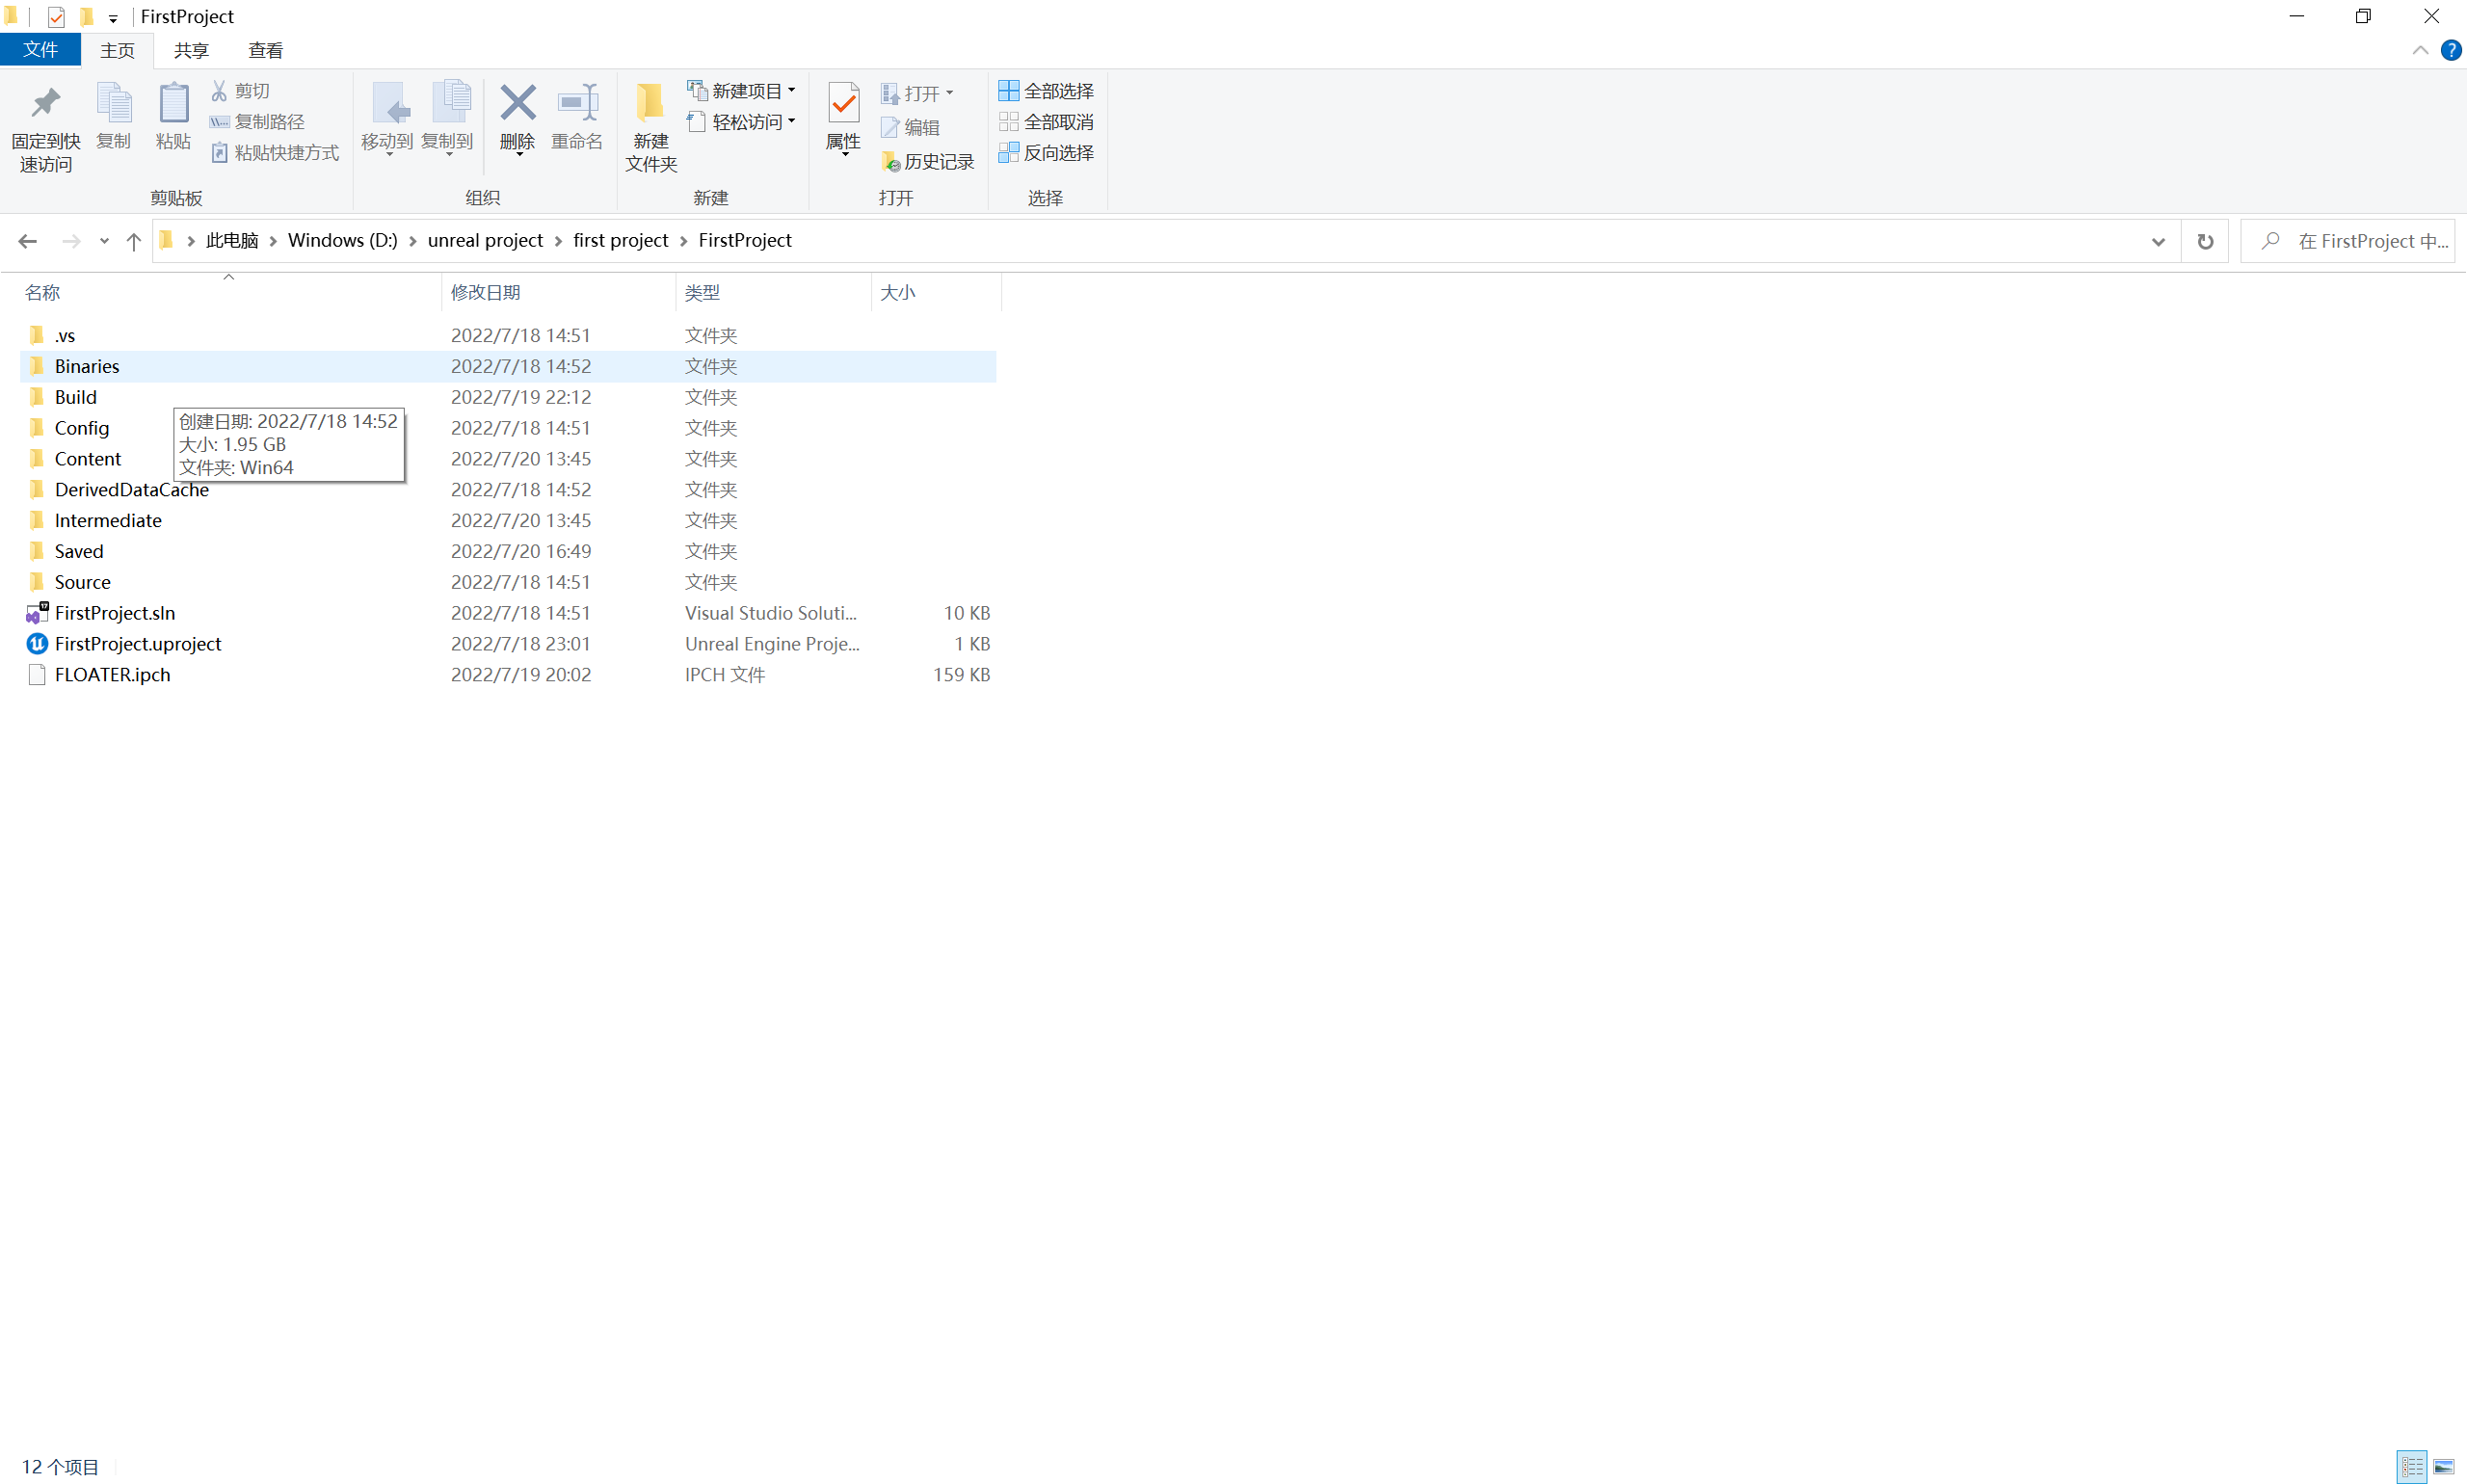 FirstProject
文件 主页 共享 查看
固定到快速访问
复制
粘贴
剪切
复制路径
粘贴快捷方式
剪贴板
移动到
复制到
删除
重命名
组织
新建
文件夹
新建项目
轻松访问
新建
属性
打开
编辑
历史记录
打开
全部选择
全部取消
反向选择
选择
此电脑 > Windows (D:) > unreal project > first project > FirstProject
在 FirstProject 中...
名称 修改日期 类型 大小
.vs 2022/7/18 14:51 文件夹
Binaries 2022/7/18 14:52 文件夹
Build 2022/7/19 22:12 文件夹
Config 2022/7/18 14:51 文件夹
Content 2022/7/20 13:45 文件夹
DerivedDataCache 2022/7/18 14:52 文件夹
Intermediate 2022/7/20 13:45 文件夹
Saved 2022/7/20 16:49 文件夹
Source 2022/7/18 14:51 文件夹
FirstProject.sln 2022/7/18 14:51 Visual Studio Soluti... 10 KB
FirstProject.uproject 2022/7/18 23:01 Unreal Engine Proje... 1 KB
FLOATER.ipch 2022/7/19 20:02 IPCH 文件 159 KB
创建日期: 2022/7/18 14:52
大小: 1.95 GB
文件夹: Win64
12 个项目